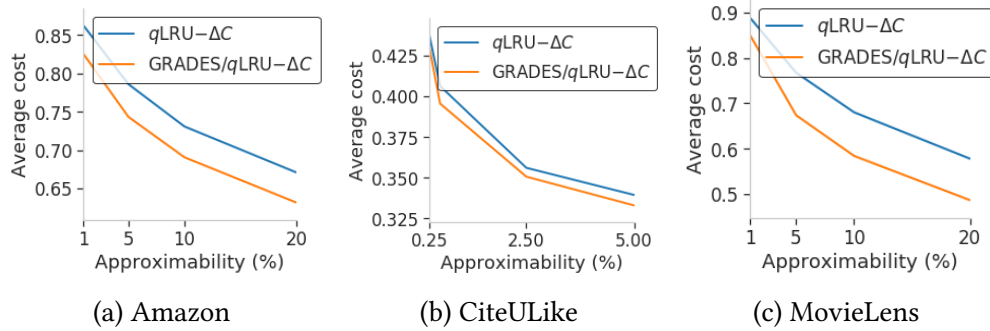 qLRU−ΔC
GRADES/qLRU−ΔC
Average cost
0.85
0.80
0.75
0.70
0.65
1
5
10
20
Approximability (%)
(a) Amazon
qLRU−ΔC
GRADES/qLRU−ΔC
Average cost
0.425
0.400
0.375
0.350
0.325
0.25
2.50
5.00
Approximability (%)
(b) CiteULike
qLRU−ΔC
GRADES/qLRU−ΔC
Average cost
0.9
0.8
0.7
0.6
0.5
1
5
10
20
Approximability (%)
(c) MovieLens